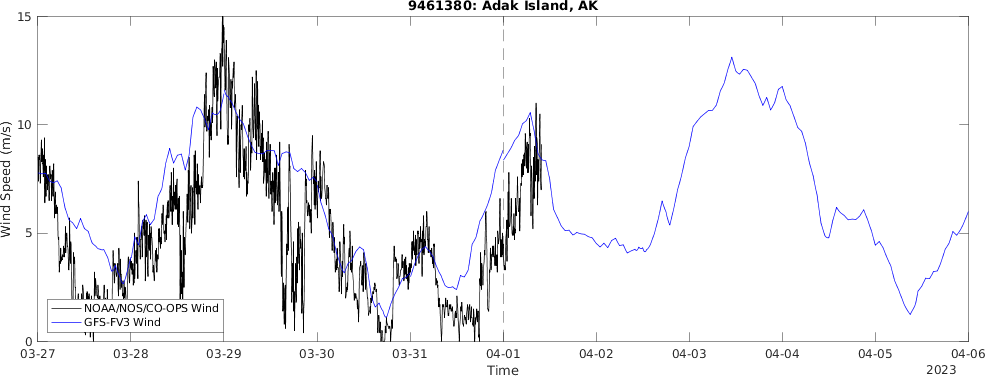 9461380: Adak Island, AK
Wind Speed (m/s)
15
10
5
0
NOAA/NOS/CO-OPS Wind
GFS-FV3 Wind
03-27 03-28 03-29 03-30 03-31 04-01 04-02 04-03 04-04 04-05 04-06
Time
2023